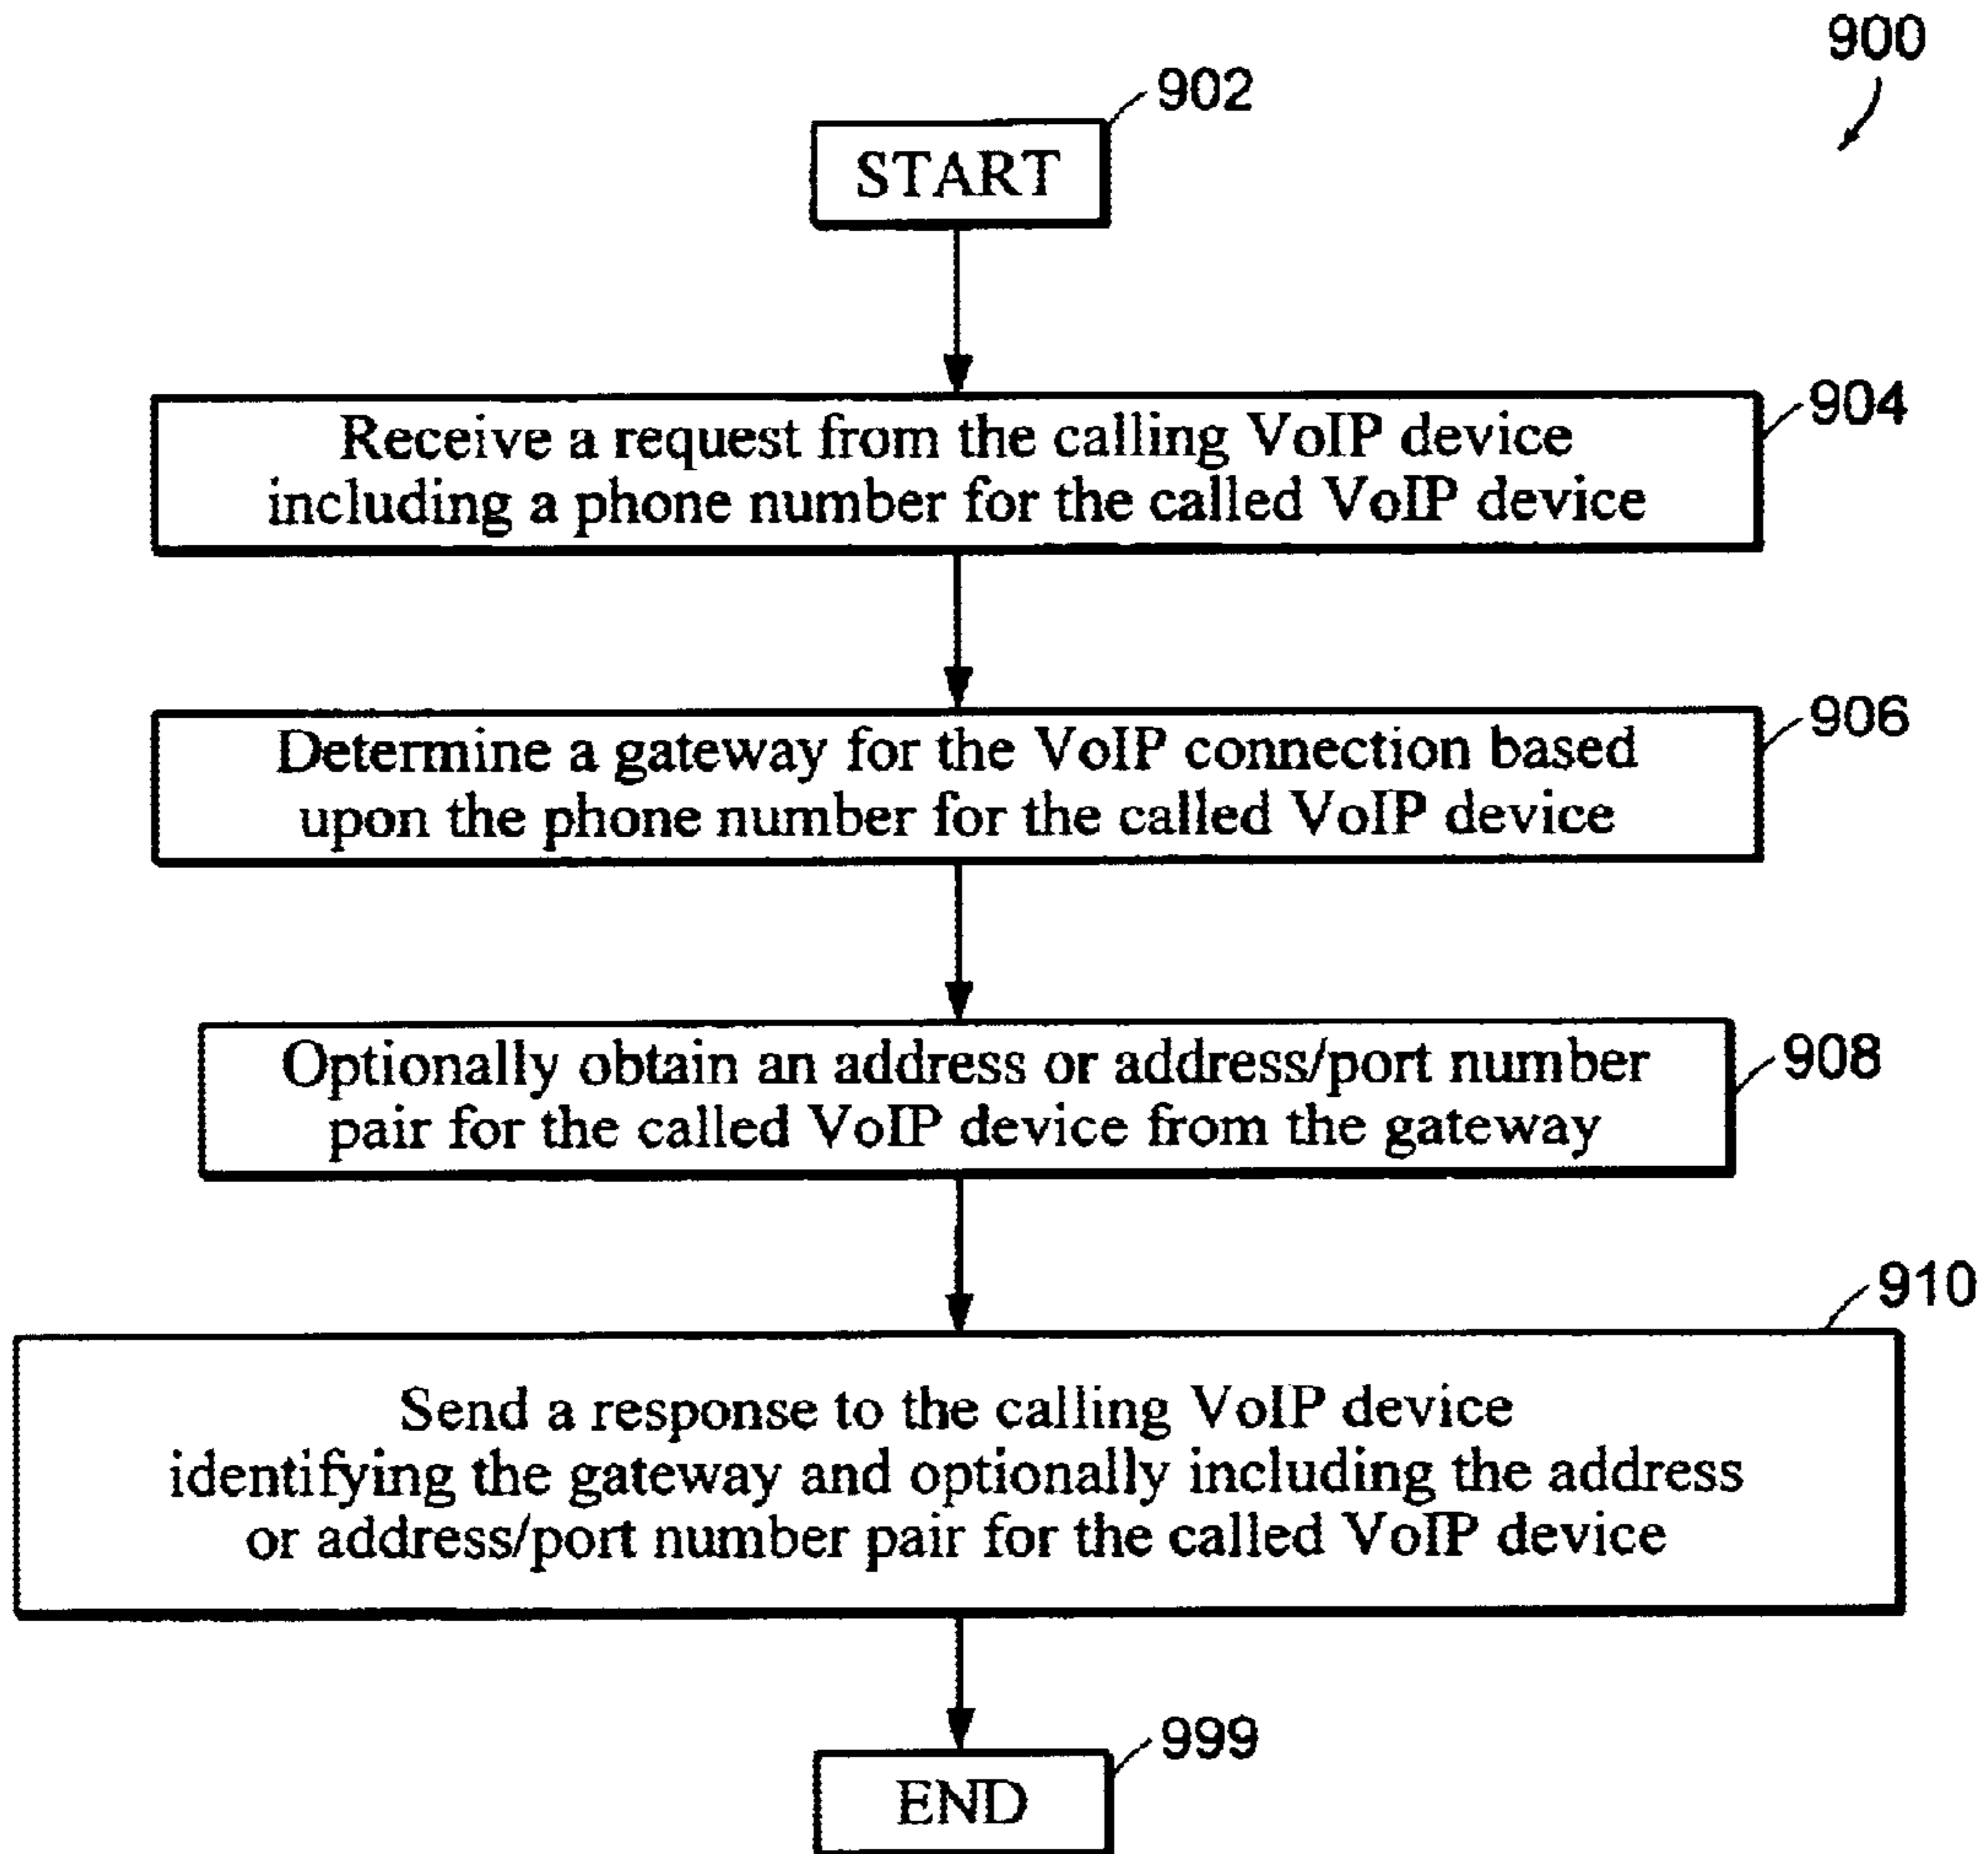 900
902
START
904
Receive a request from the calling VoIP device
including a phone number for the called VoIP device
906
Determine a gateway for the VoIP connection based
upon the phone number for the called VoIP device
908
Optionally obtain an address or address/port number
pair for the called VoIP device from the gateway
910
Send a response to the calling VoIP device
identifying the gateway and optionally including the address
or address/port number pair for the called VoIP device
999
END